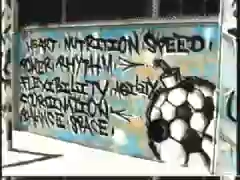 HEART. NUTRITION SPEED.
POWER. RHYTHM.
FLEXIBILITY AGILITY
COORDINATION
BALANCE SPACE.